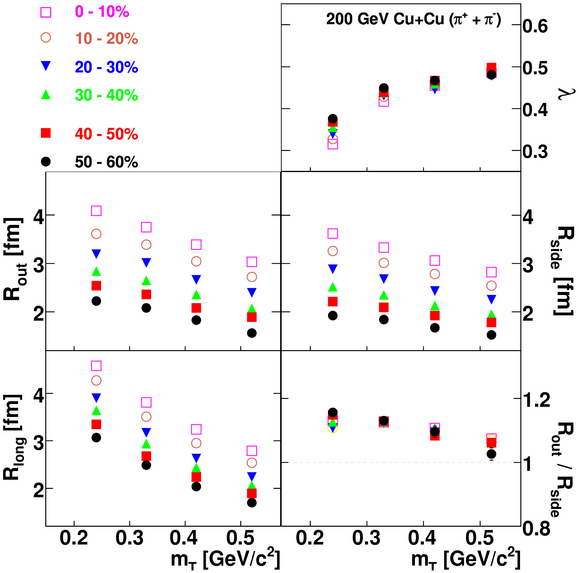 0 - 10%
10 - 20%
20 - 30%
30 - 40%
40 - 50%
50 - 60%
200 GeV Cu+Cu (π⁺ + π⁻)
0.6
0.5
0.4
0.3
λ
4
3
2
R_out [fm]
4
3
2
R_side [fm]
4
3
2
R_long [fm]
1.2
1
0.8
R_out / R_side
0.2 0.3 0.4 0.5
m_T [GeV/c²]
0.2 0.3 0.4 0.5
m_T [GeV/c²]